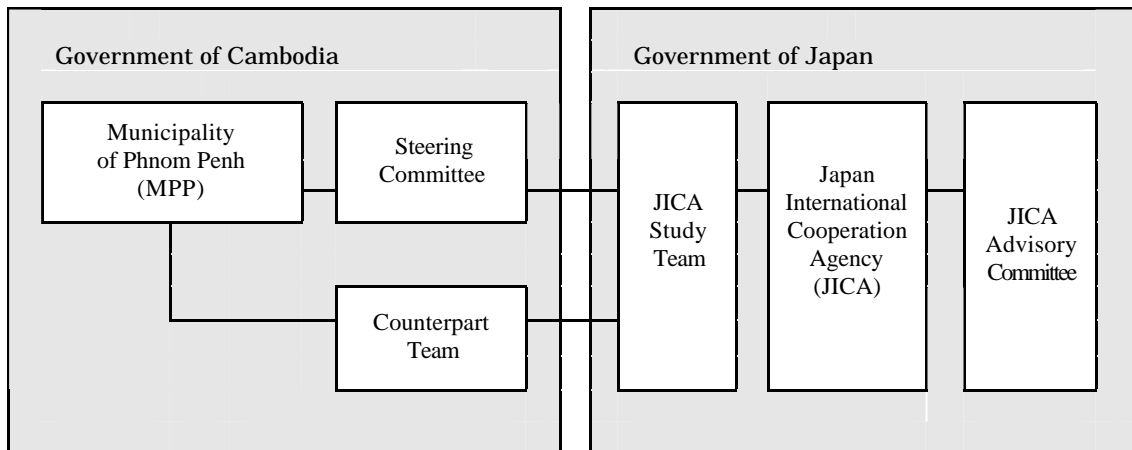 Government of Cambodia
Municipality
of Phnom Penh
(MPP)
Steering
Committee
Counterpart
Team
Government of Japan
JICA
Study
Team
Japan
International
Cooperation
Agency
(JICA)
JICA
Advisory
Committee